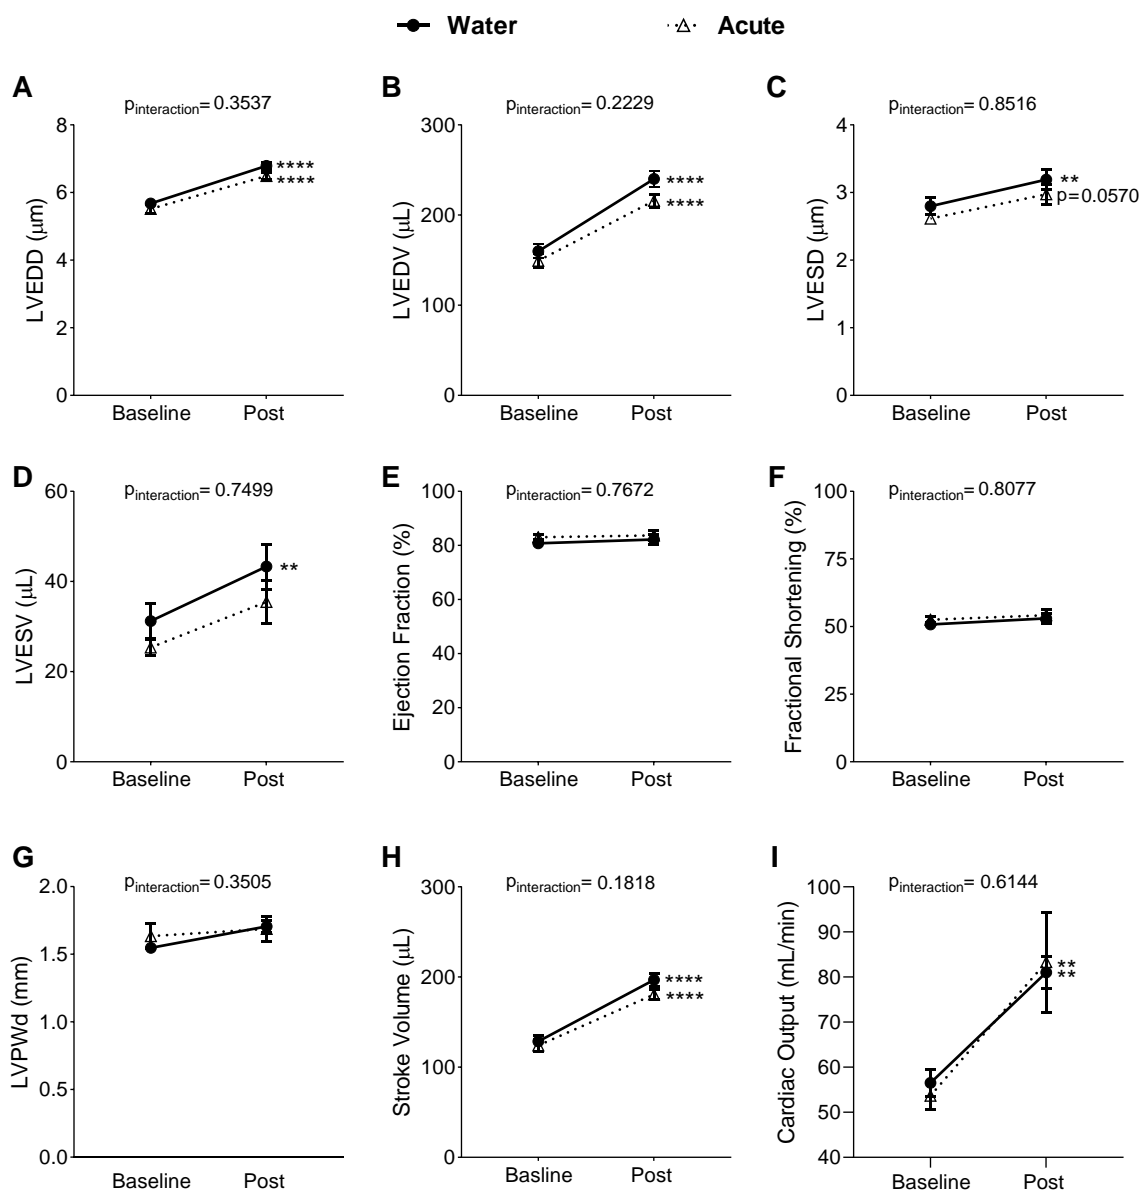 Water Acute
A B C
pinteraction= 0.3537 pinteraction= 0.2229 pinteraction= 0.8516
8
6
4
2
0
LVEDD (μm)
****
****
Baseline Post
300
200
100
0
LVEDV (μL)
****
****
Baseline Post
4
3
2
1
0
LVESD (μm)
**
p=0.0570
Baseline Post
D E F
pinteraction= 0.7499 pinteraction= 0.7672 pinteraction= 0.8077
60
40
20
0
LVESV (μL)
**
Baseline Post
100
80
60
40
20
0
Ejection Fraction (%)
Baseline Post
100
75
50
25
0
Fractional Shortening (%)
Baseline Post
G H I
pinteraction= 0.3505 pinteraction= 0.1818 pinteraction= 0.6144
2.0
1.5
1.0
0.5
0.0
LVPWd (mm)
Baseline Post
300
200
100
0
Stroke Volume (μL)
****
****
Basline Post
100
90
80
70
60
50
40
Cardiac Output (mL/min)
**
**
Baseline Post